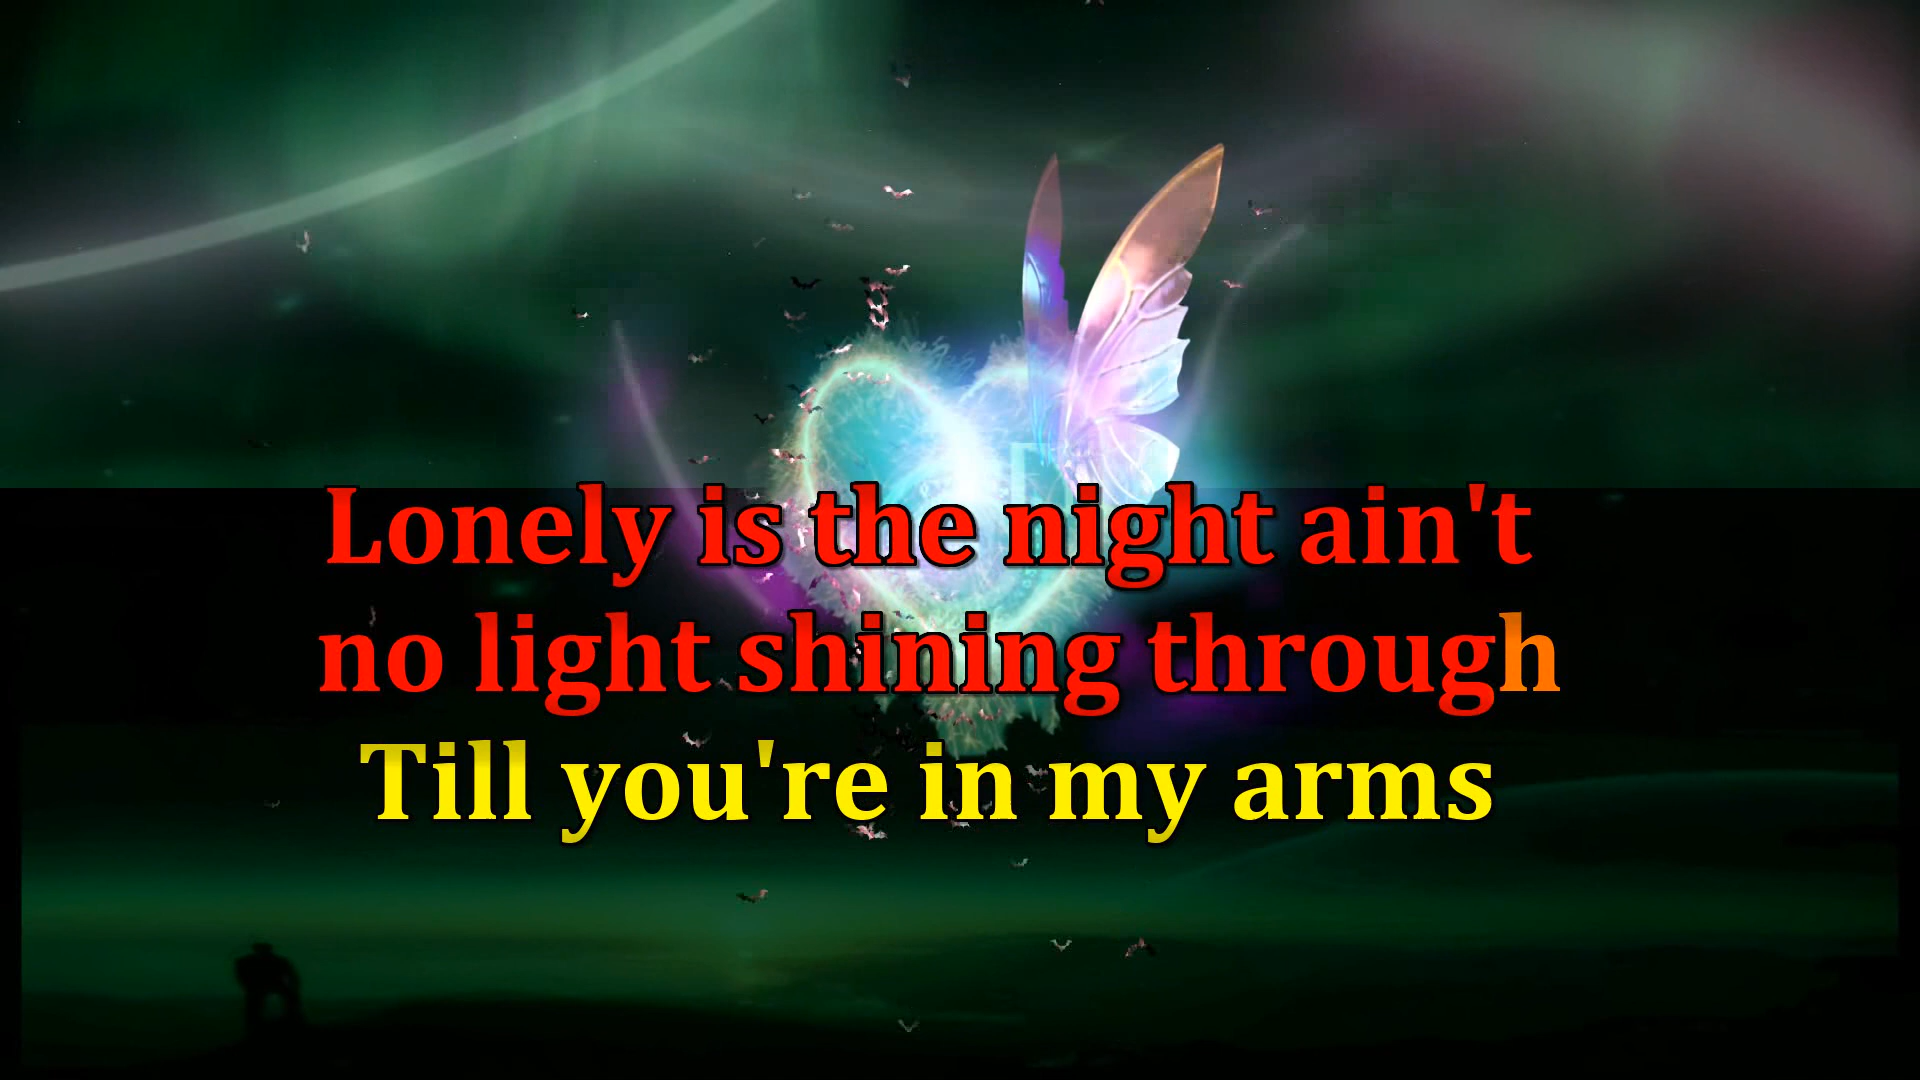 Lonely is the night ain't
no light shining through
Till you're in my arms